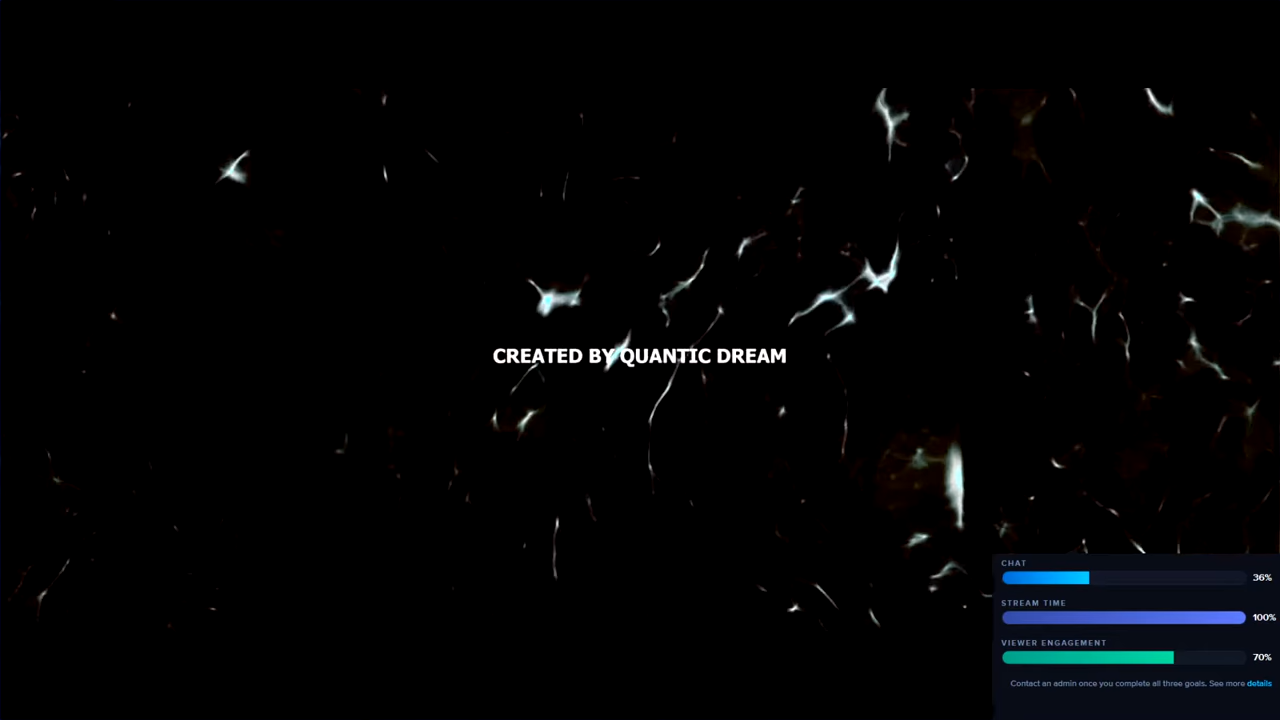 CREATED BY QUANTIC DREAM
CHAT
36%
STREAM TIME
100%
VIEWER ENGAGEMENT
70%
Contact an admin once you complete all three goals. See more details